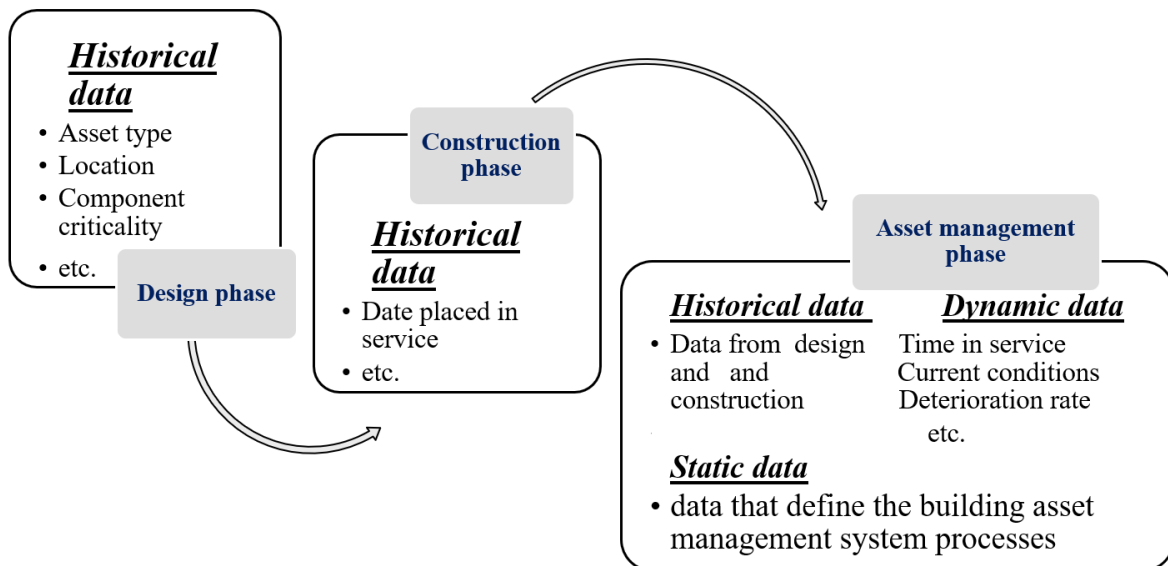 Historical
data
• Asset type
• Location
• Component
criticality
• etc.
Design phase
Construction
phase
Historical
data
• Date placed in
service
• etc.
Asset management
phase
Historical data
• Data from design
and and
construction
Dynamic data
Time in service
Current conditions
Deterioration rate
etc.
Static data
• data that define the building asset
management system processes